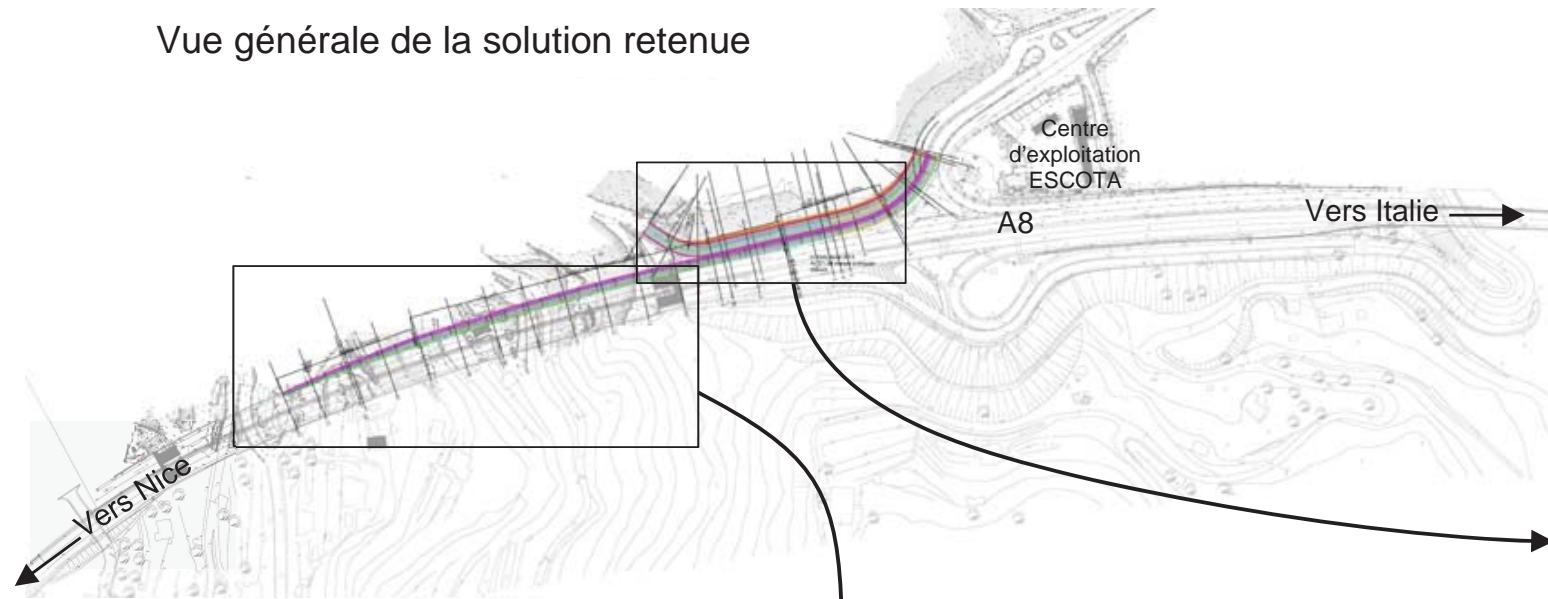 Vue générale de la solution retenue
Centre
d'exploitation
ESCOTA
Vers Italie
A8
Vers Nice